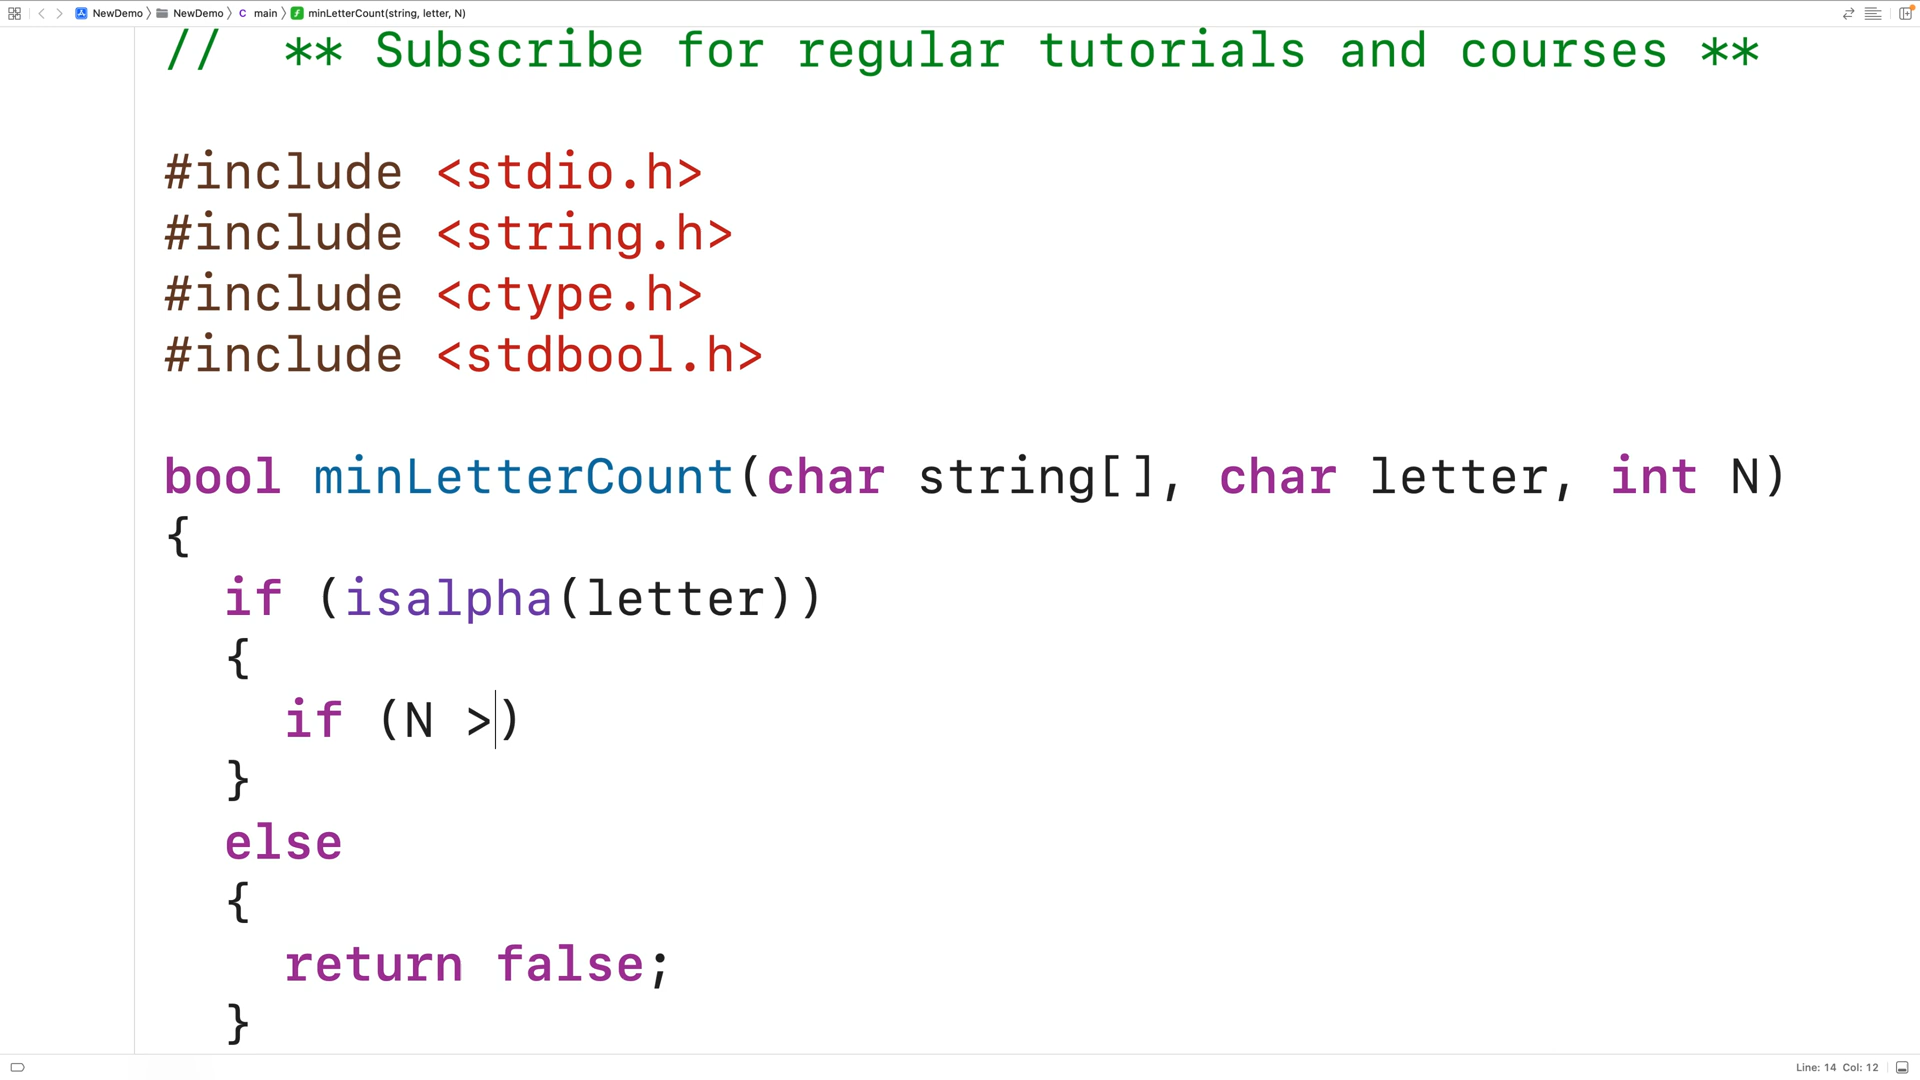 NewDemo NewDemo C main f minLetterCount(string, letter, N)
// ** Subscribe for regular tutorials and courses **
#include <stdio.h>
#include <string.h>
#include <ctype.h>
#include <stdbool.h>
bool minLetterCount(char string[], char letter, int N)
{
if (isalpha(letter))
{
if (N >)
}
else
{
return false;
}
Line: 14 Col: 12